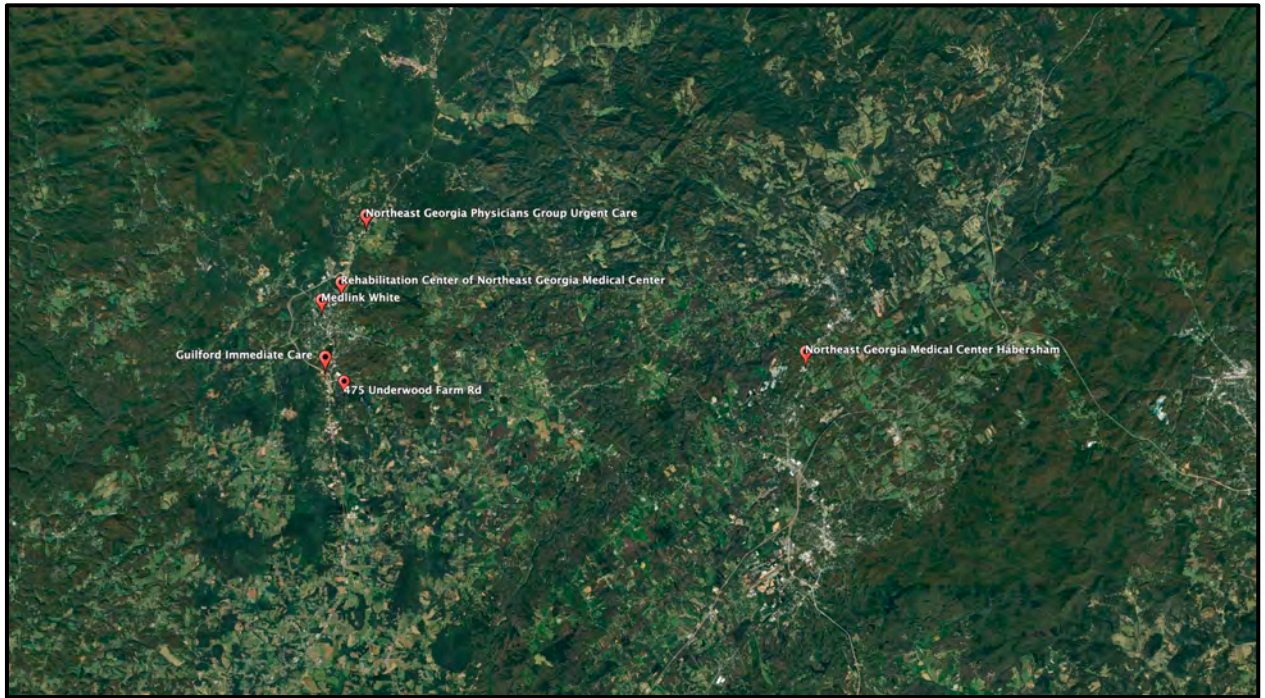 Northeast Georgia Physicians Group Urgent Care
Rehabilitation Center of Northeast Georgia Medical Center
Medlink White
Guilford Immediate Care
Northeast Georgia Medical Center Habersham
475 Underwood Farm Rd